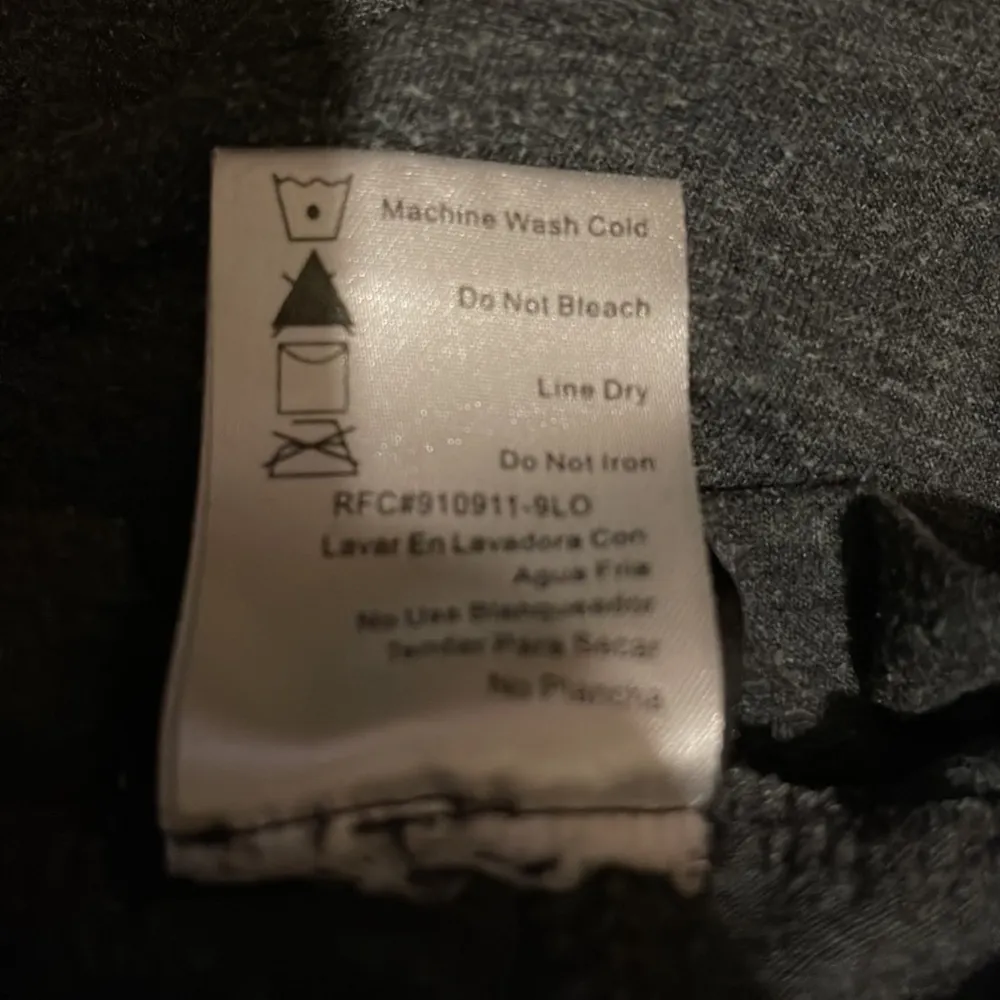 Machine Wash Cold
Do Not Bleach
Line Dry
Do Not Iron
RFC#910911-9LO
Lavar En Lavadora Con
Agua Fria
No Use Blanqueador
Tender Para Secar
No Plancha